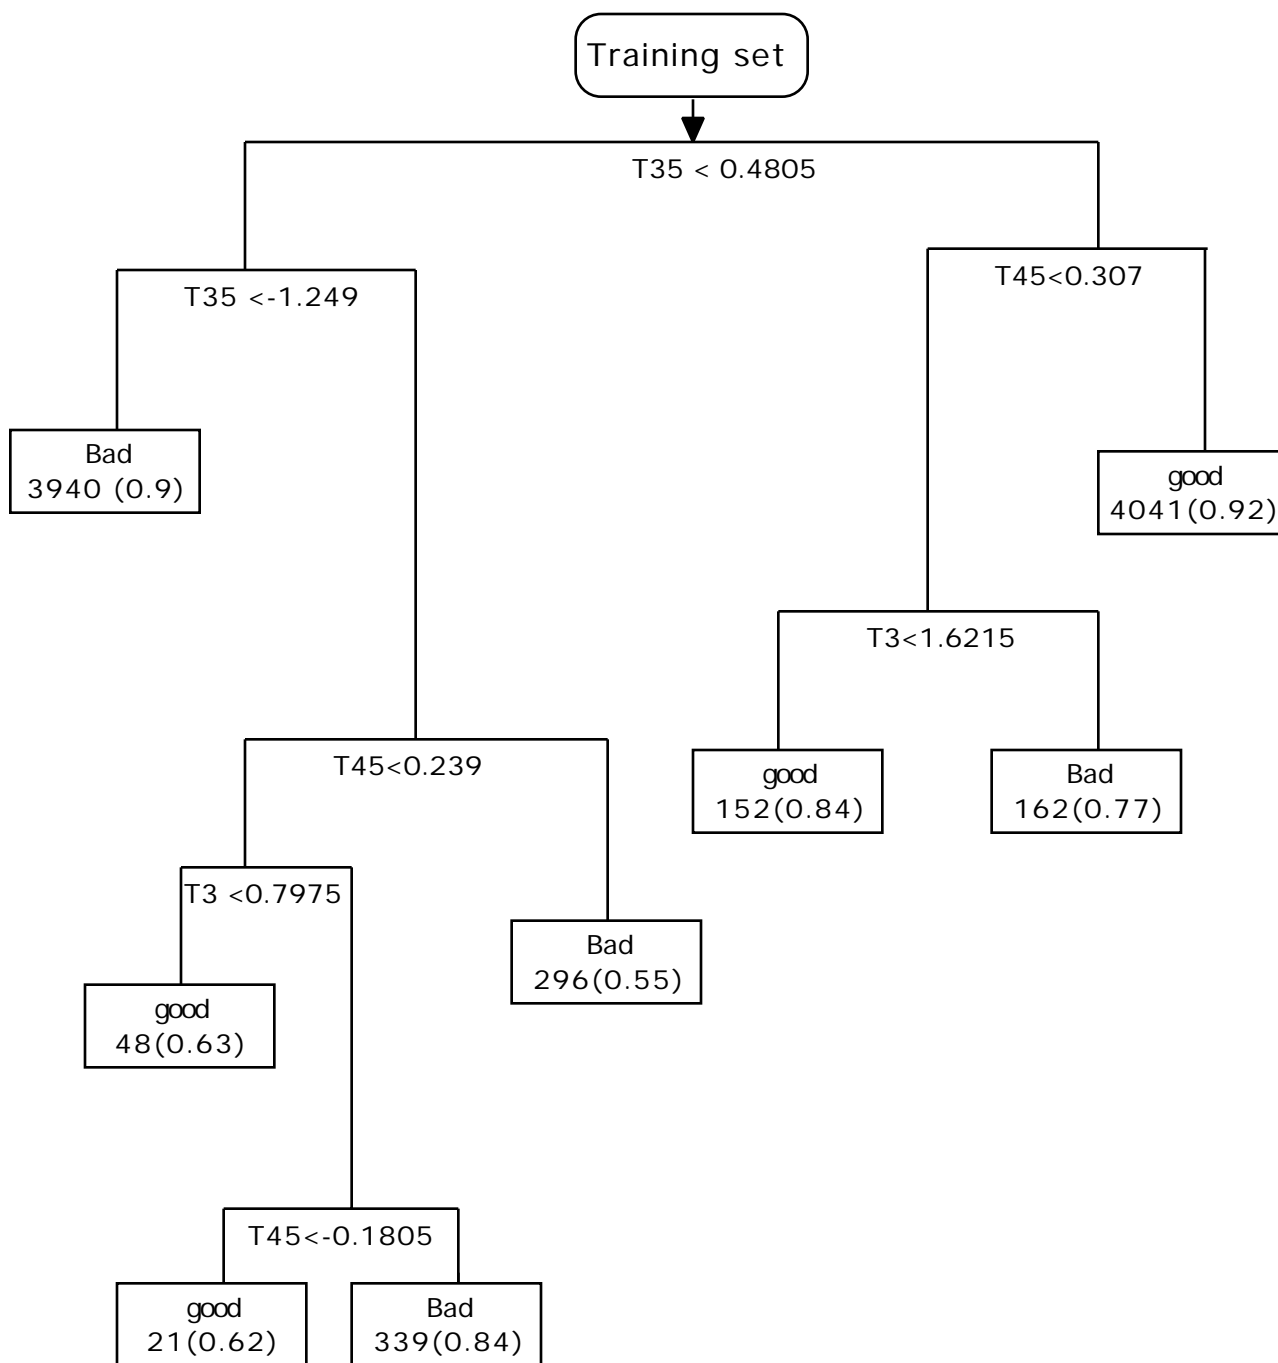 Training set
T35 < 0.4805
T35 <-1.249
T45<0.307
Bad
3940 (0.9)
good
4041(0.92)
T3<1.6215
T45<0.239
good
152(0.84)
Bad
162(0.77)
T3 <0.7975
Bad
296(0.55)
good
48(0.63)
T45<-0.1805
good
21(0.62)
Bad
339(0.84)